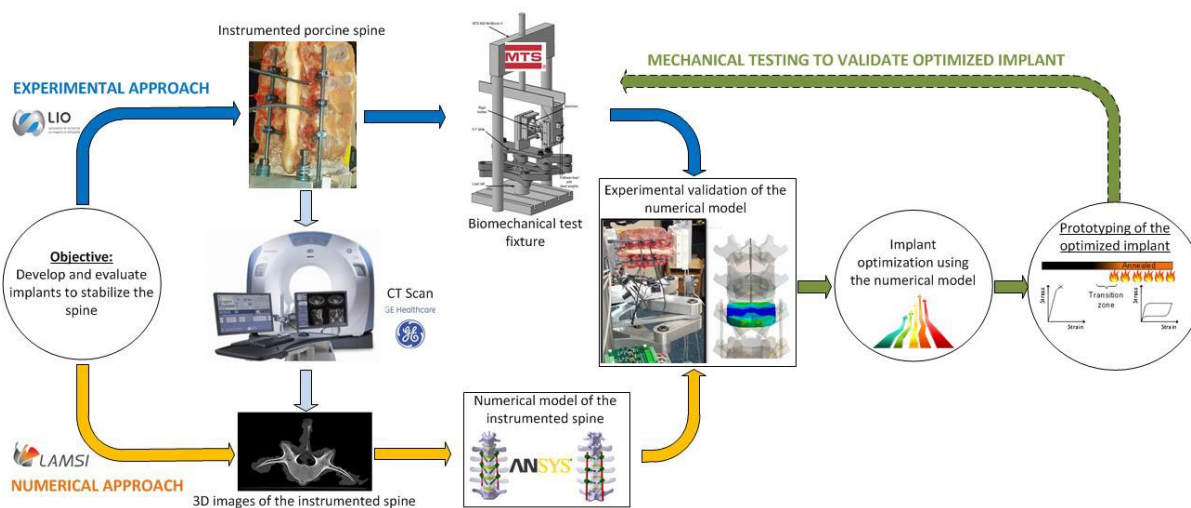 Instrumented porcine spine
EXPERIMENTAL APPROACH
LIO
MTS
Biomechanical test
fixture
MECHANICAL TESTING TO VALIDATE OPTIMIZED IMPLANT
Objective:
Develop and evaluate
implants to stabilize the
spine
CT Scan
GE Healthcare
GE
Experimental validation of the
numerical model
Implant
optimization using
the numerical model
Prototyping of the
optimized implant
Annealed
Stress
Strain
Transition
zone
Stress
Strain
LAMSI
NUMERICAL APPROACH
3D images of the instrumented spine
Numerical model of the
instrumented spine
ANSYS